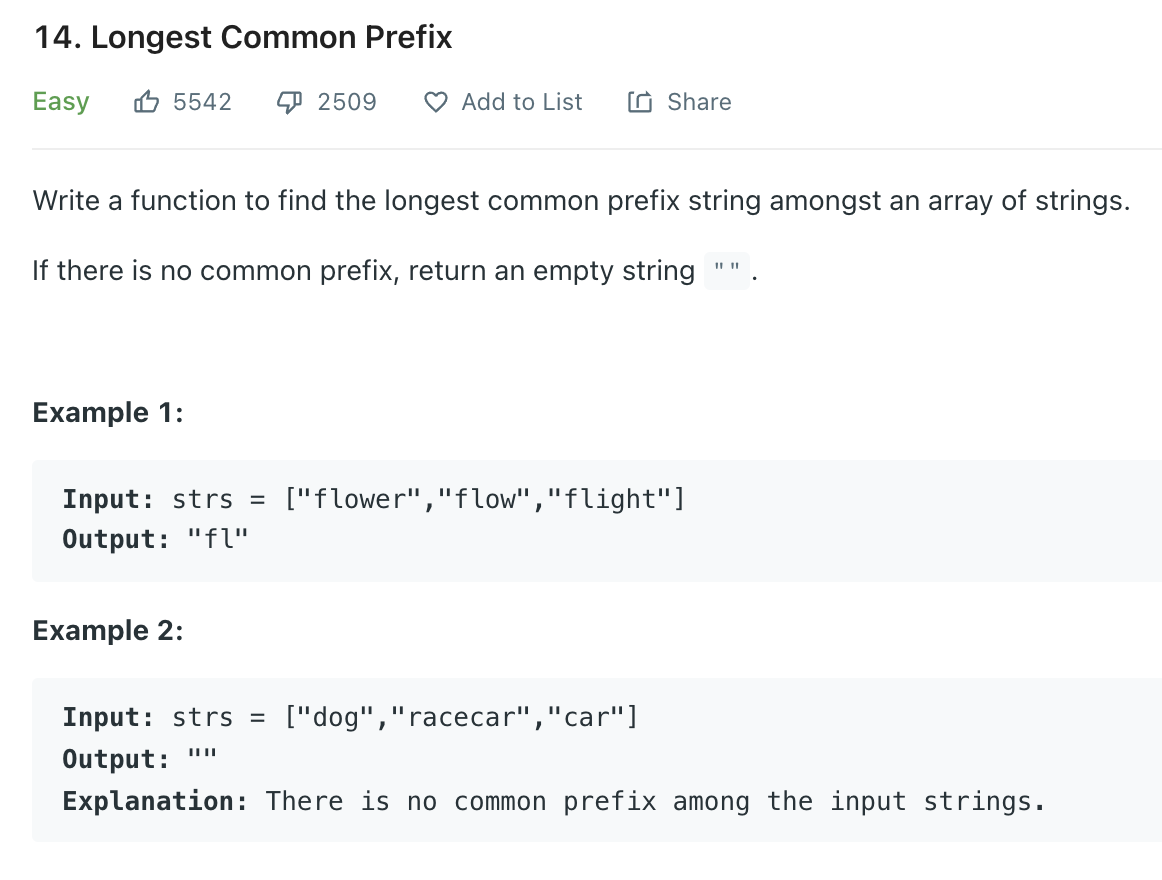 14. Longest Common Prefix
Easy 5542 2509 Add to List Share
Write a function to find the longest common prefix string amongst an array of strings.
If there is no common prefix, return an empty string "".
Example 1:
Input: strs = ["flower","flow","flight"]
Output: "fl"
Example 2:
Input: strs = ["dog","racecar","car"]
Output: ""
Explanation: There is no common prefix among the input strings.